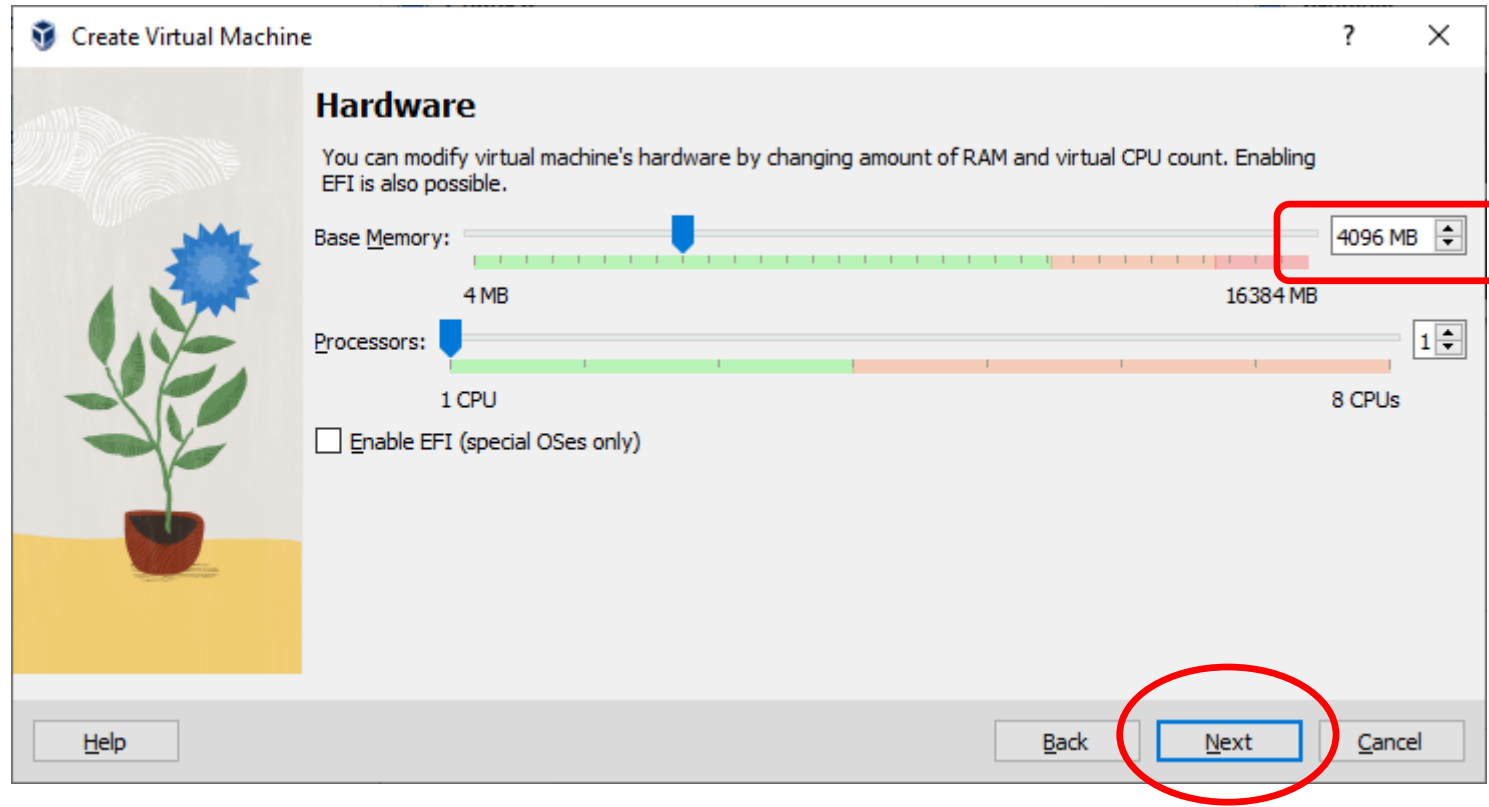 Create Virtual Machine
?
Hardware
You can modify virtual machine's hardware by changing amount of RAM and virtual CPU count. Enabling
EFI is also possible.
Base Memory:
4096 MB
4 MB
16384 MB
Processors:
1
1 CPU
8 CPUs
Enable EFI (special OSes only)
Help
Back
Next
Cancel